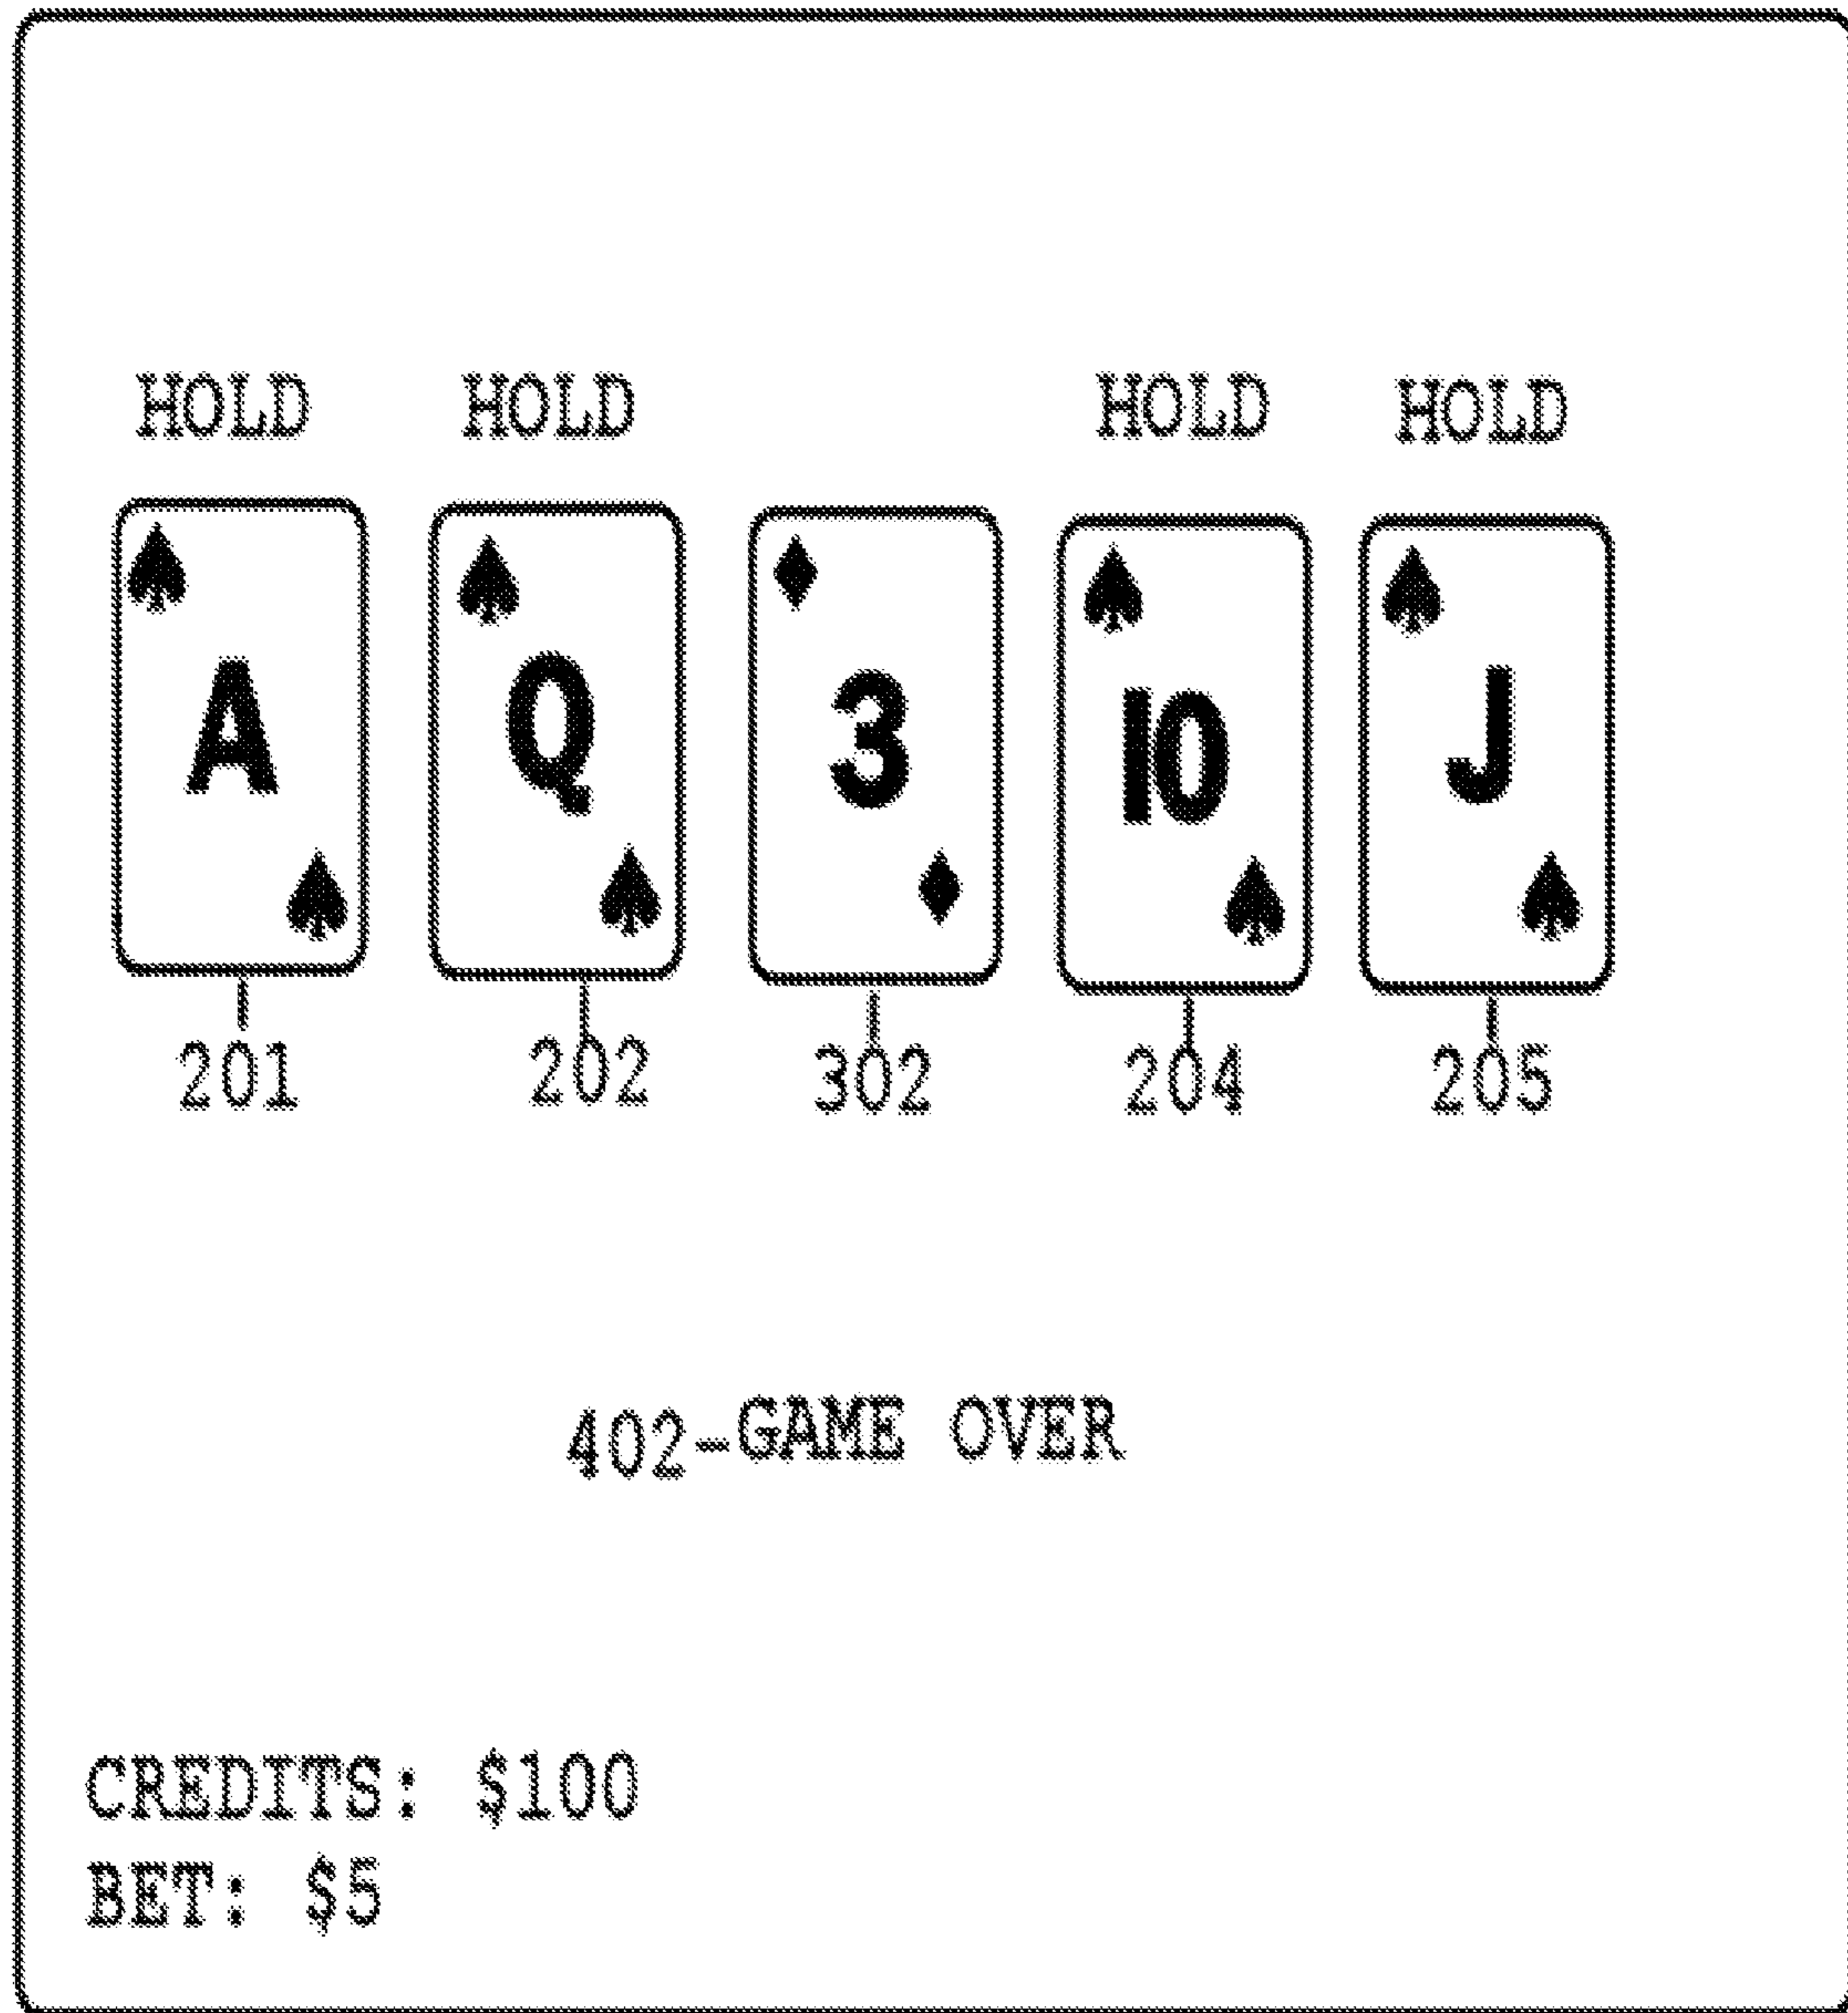 HOLD HOLD HOLD HOLD
A Q 3 10 J
201 202 302 204 205
402-GAME OVER
CREDITS: $100
BET: $5